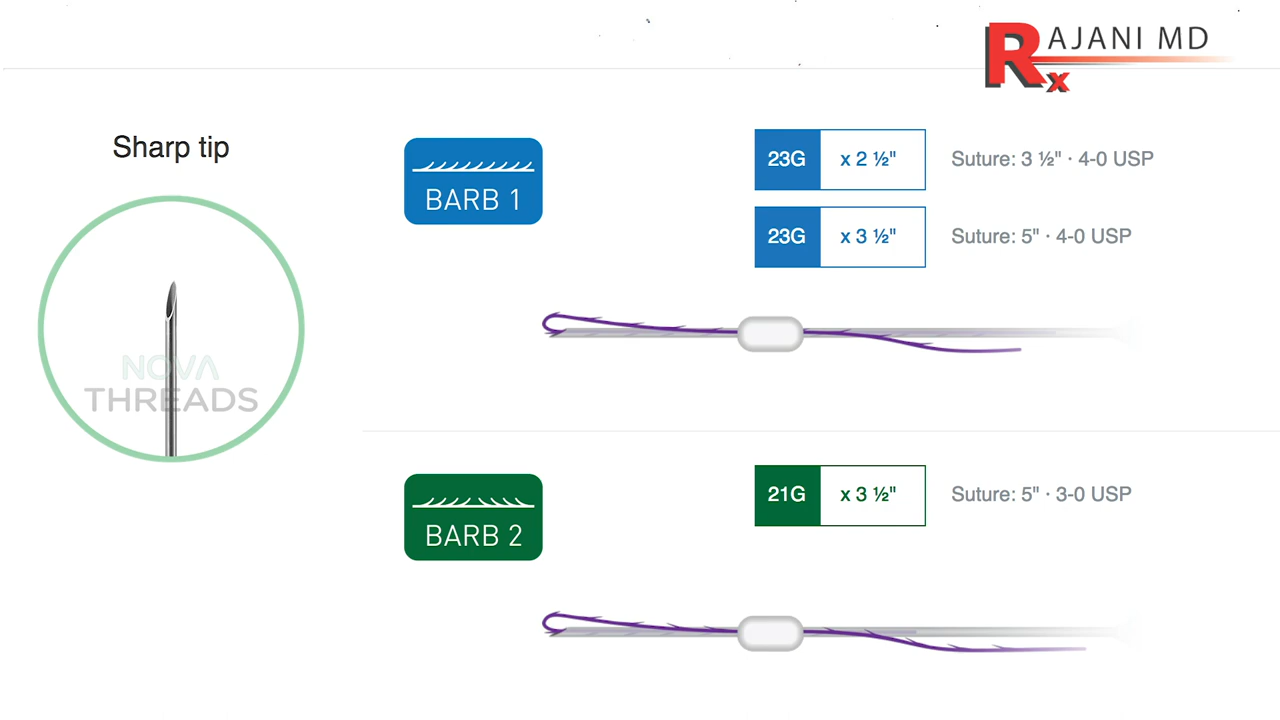 Rx AJANI MD
Sharp tip
NOVA
THREADS
BARB 1
23G x 2 ½" Suture: 3 ½" · 4-0 USP
23G x 3 ½" Suture: 5" · 4-0 USP
BARB 2
21G x 3 ½" Suture: 5" · 3-0 USP